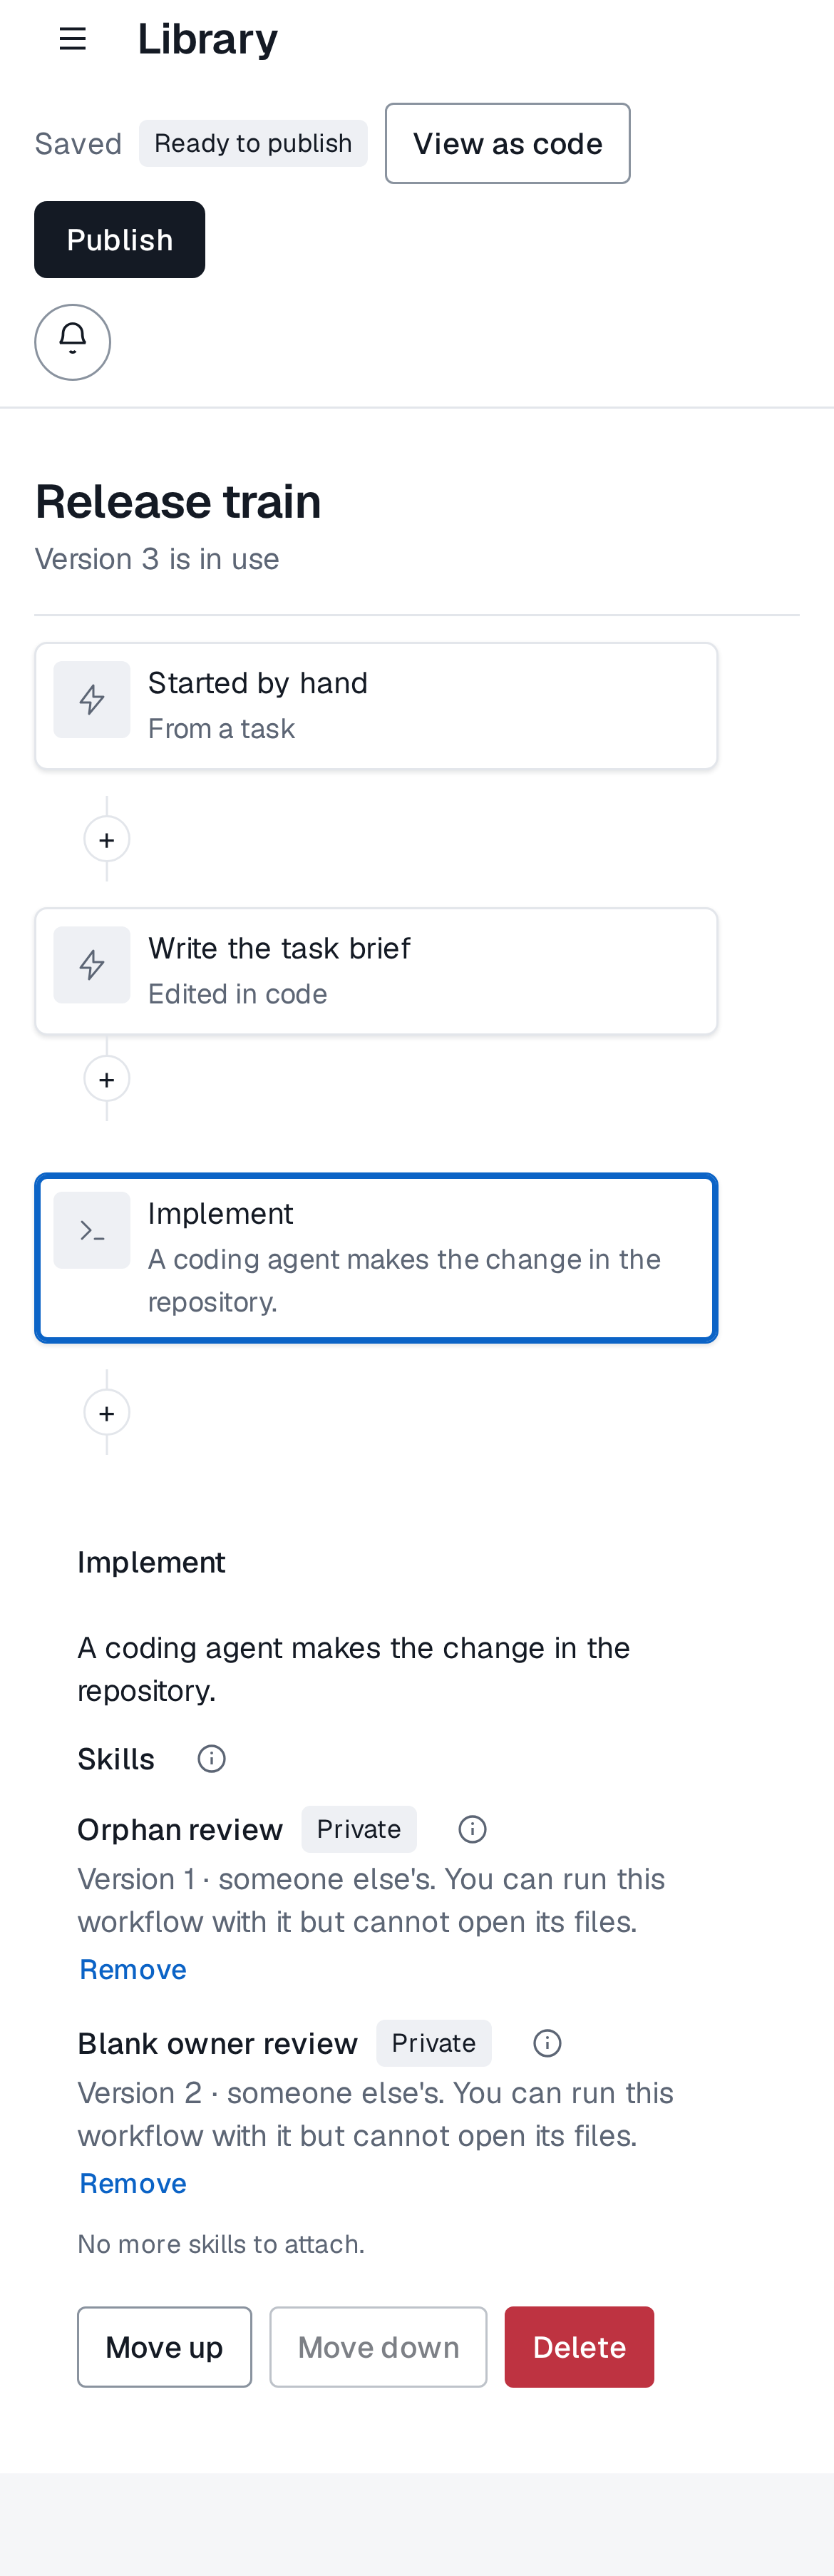 Library
Saved Ready to publish View as code
Publish
Release train
Version 3 is in use
Started by hand
From a task
+
Write the task brief
Edited in code
+
Implement
A coding agent makes the change in the
repository.
+
Implement
A coding agent makes the change in the
repository.
Skills
Orphan review Private
Version 1 · someone else's. You can run this
workflow with it but cannot open its files.
Remove
Blank owner review Private
Version 2 · someone else's. You can run this
workflow with it but cannot open its files.
Remove
No more skills to attach.
Move up Move down Delete